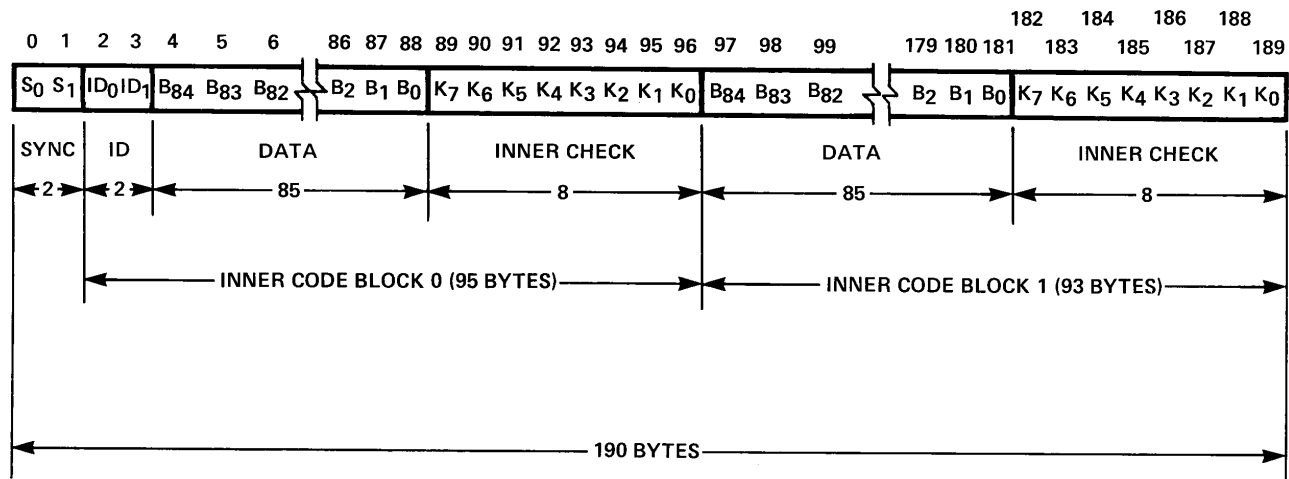 182 184 186 188
0 1 2 3 4 5 6 86 87 88 89 90 91 92 93 94 95 96 97 98 99 179 180 181 183 185 187 189
S0 S1 ID0 ID1 B84 B83 B82 B2 B1 B0 K7 K6 K5 K4 K3 K2 K1 K0 B84 B83 B82 B2 B1 B0 K7 K6 K5 K4 K3 K2 K1 K0
SYNC ID DATA INNER CHECK DATA INNER CHECK
2 2 85 8 85 8
INNER CODE BLOCK 0 (95 BYTES) INNER CODE BLOCK 1 (93 BYTES)
190 BYTES